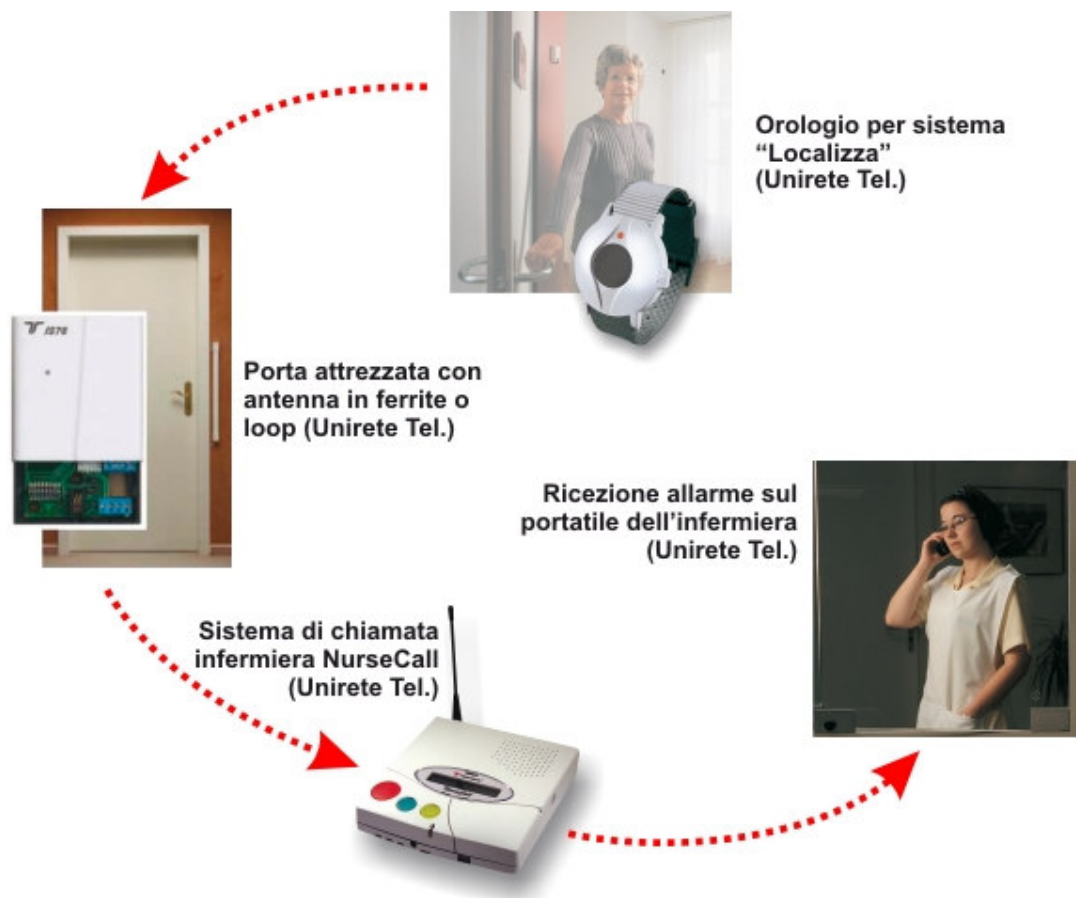 Orologio per sistema
“Localizza”
(Unirete Tel.)
Porta attrezzata con
antenna in ferrite o
loop (Unirete Tel.)
Ricezione allarme sul
portatile dell’infermiera
(Unirete Tel.)
Sistema di chiamata
infermiera NurseCall
(Unirete Tel.)